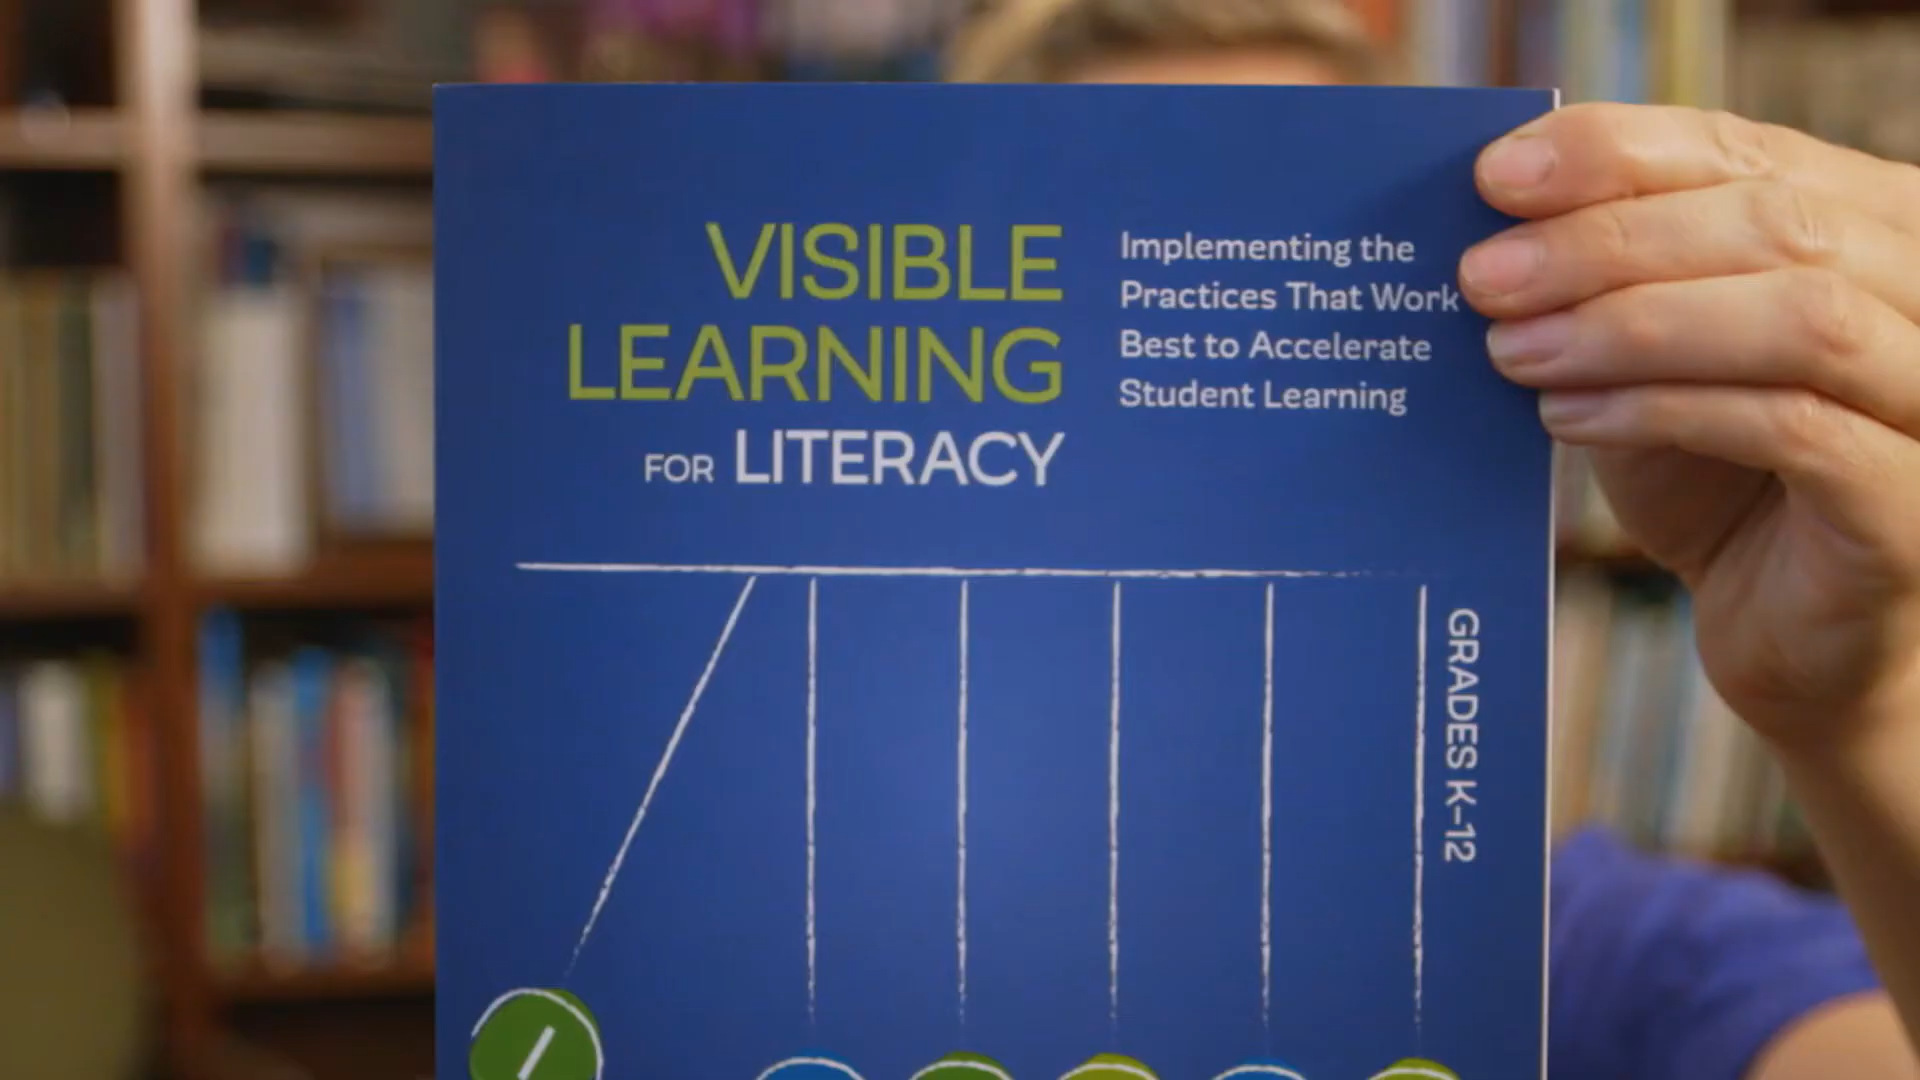 VISIBLE
LEARNING
FOR LITERACY
Implementing the
Practices That Work
Best to Accelerate
Student Learning
GRADES K–12